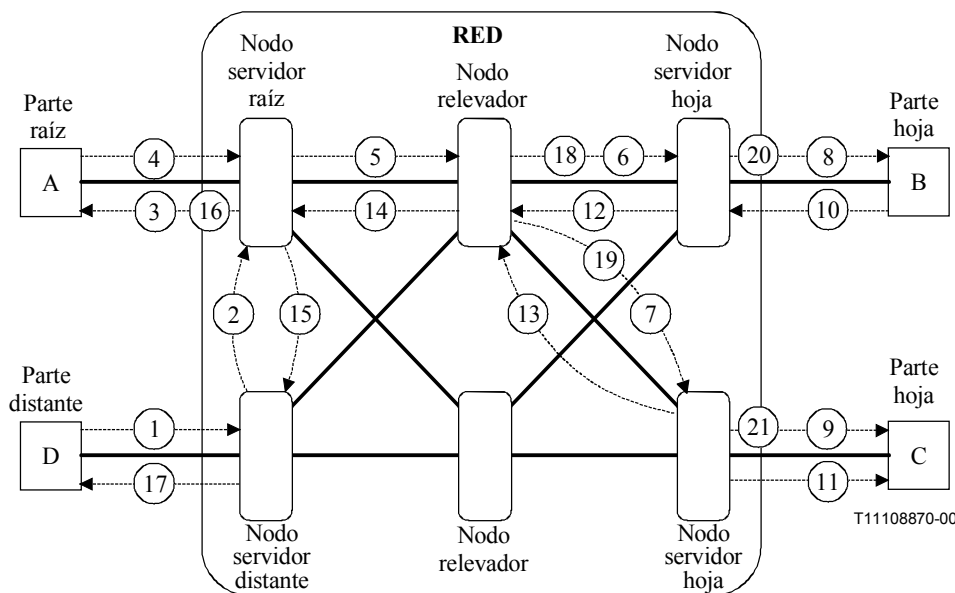 RED
Nodo
servidor
raíz
Nodo
relevador
Nodo
servidor
hoja
Parte
raíz
Parte
hoja
4
5
18
6
20
8
A
B
3
16
14
12
10
19
2
15
13
7
Parte
distante
Parte
hoja
1
21
9
D
C
17
11
T11108870-00
Nodo
servidor
distante
Nodo
relevador
Nodo
servidor
hoja